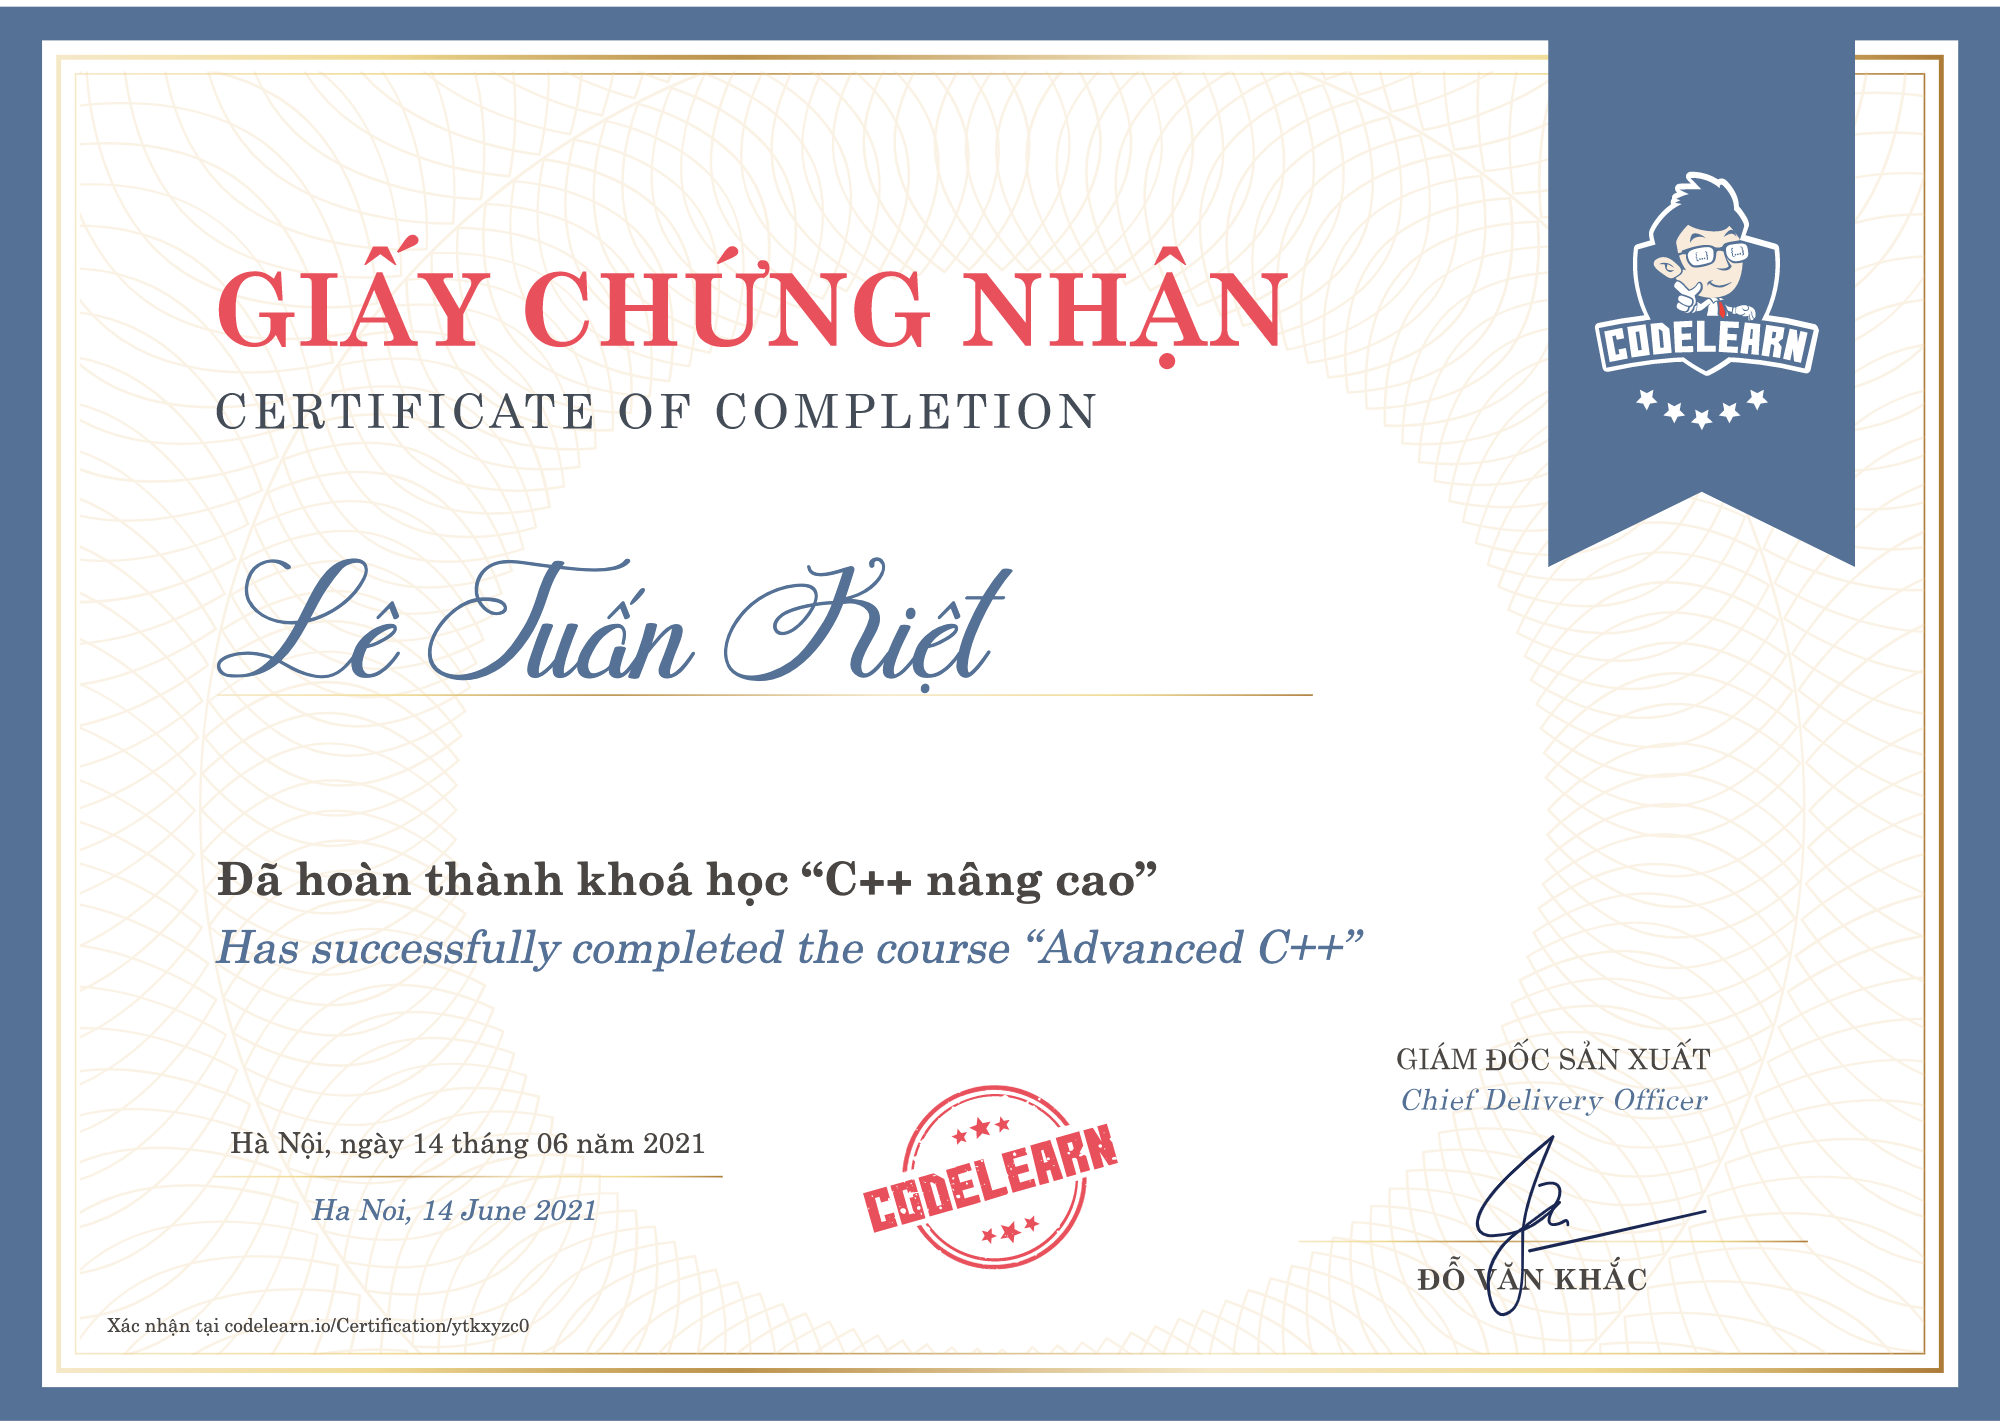 GIẤY CHỨNG NHẬN
CERTIFICATE OF COMPLETION
{...} {...}
CODELEARN
Lê Tuấn Kiệt
Đã hoàn thành khoá học “C++ nâng cao”
Has successfully completed the course “Advanced C++”
GIÁM ĐỐC SẢN XUẤT
Chief Delivery Officer
Hà Nội, ngày 14 tháng 06 năm 2021
Ha Noi, 14 June 2021
CODELEARN
ĐỖ VĂN KHẮC
Xác nhận tại codelearn.io/Certification/ytkxyzc0